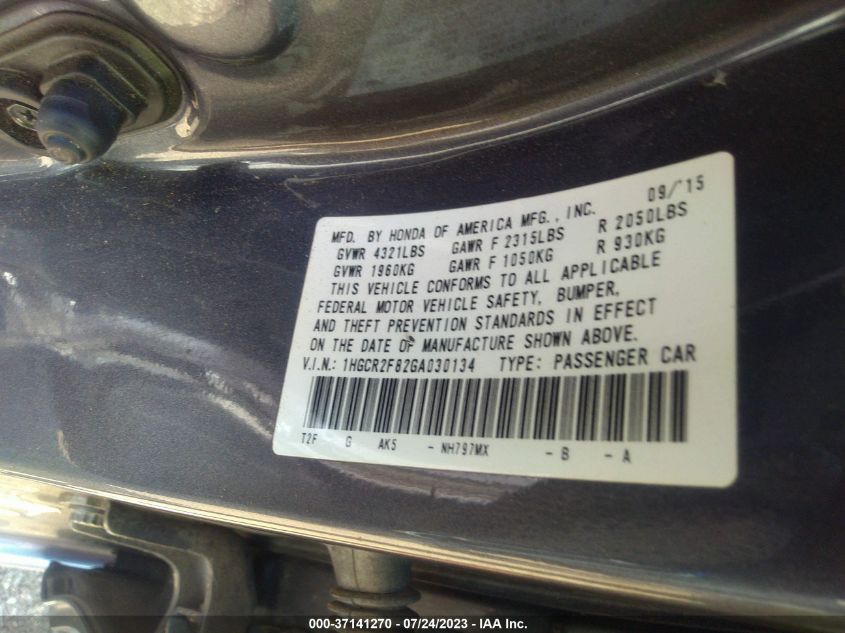 09/'15
MFD. BY HONDA OF AMERICA MFG., INC.
GVWR 4321LBS GAWR F 2315LBS R 2050LBS
GVWR 1960KG GAWR F 1050KG R 930KG
THIS VEHICLE CONFORMS TO ALL APPLICABLE
FEDERAL MOTOR VEHICLE SAFETY, BUMPER,
AND THEFT PREVENTION STANDARDS IN EFFECT
ON THE DATE OF MANUFACTURE SHOWN ABOVE.
V.I.N.: 1HGCR2F82GA030134 TYPE: PASSENGER CAR
T2F G AK5 - NH797MX - B - A
000-37141270 - 07/24/2023 - IAA Inc.